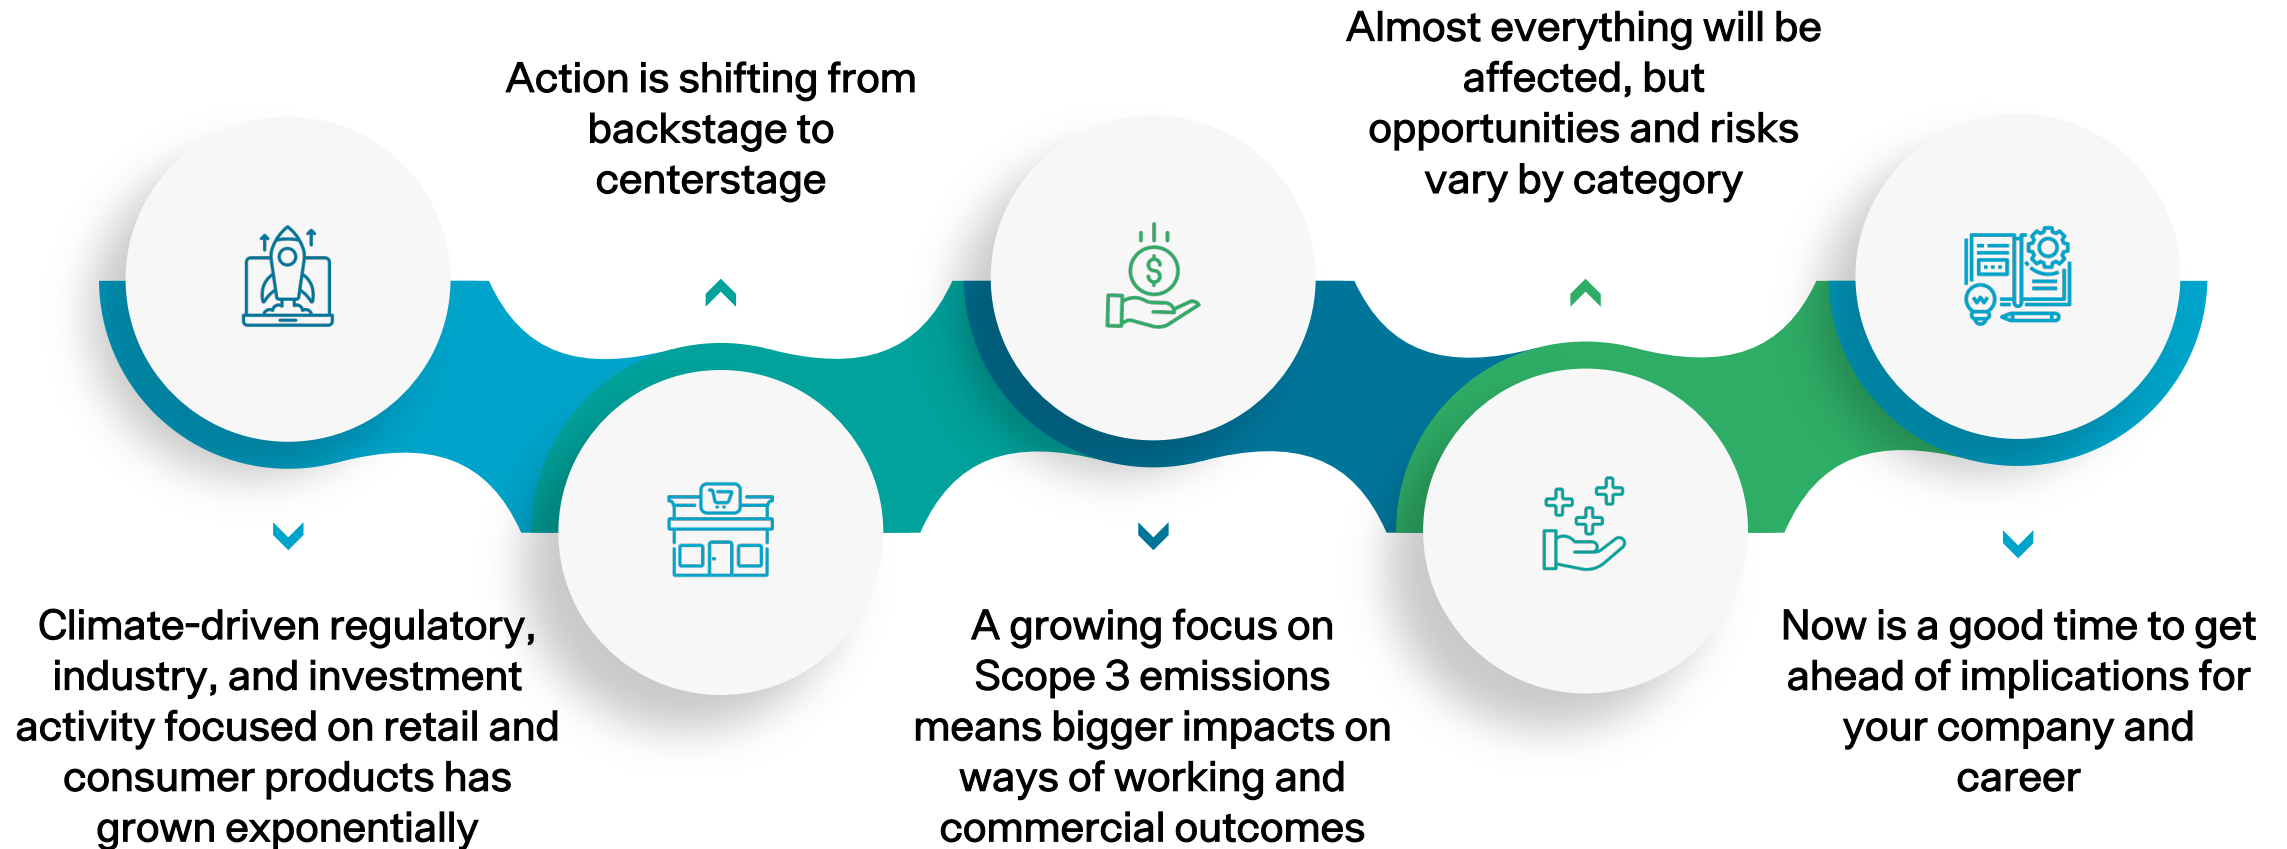 Climate-driven regulatory,
industry, and investment
activity focused on retail and
consumer products has
grown exponentially
Action is shifting from
backstage to
centerstage
$
A growing focus on
Scope 3 emissions
means bigger impacts on
ways of working and
commercial outcomes
Almost everything will be
affected, but
opportunities and risks
vary by category
Now is a good time to get
ahead of implications for
your company and
career